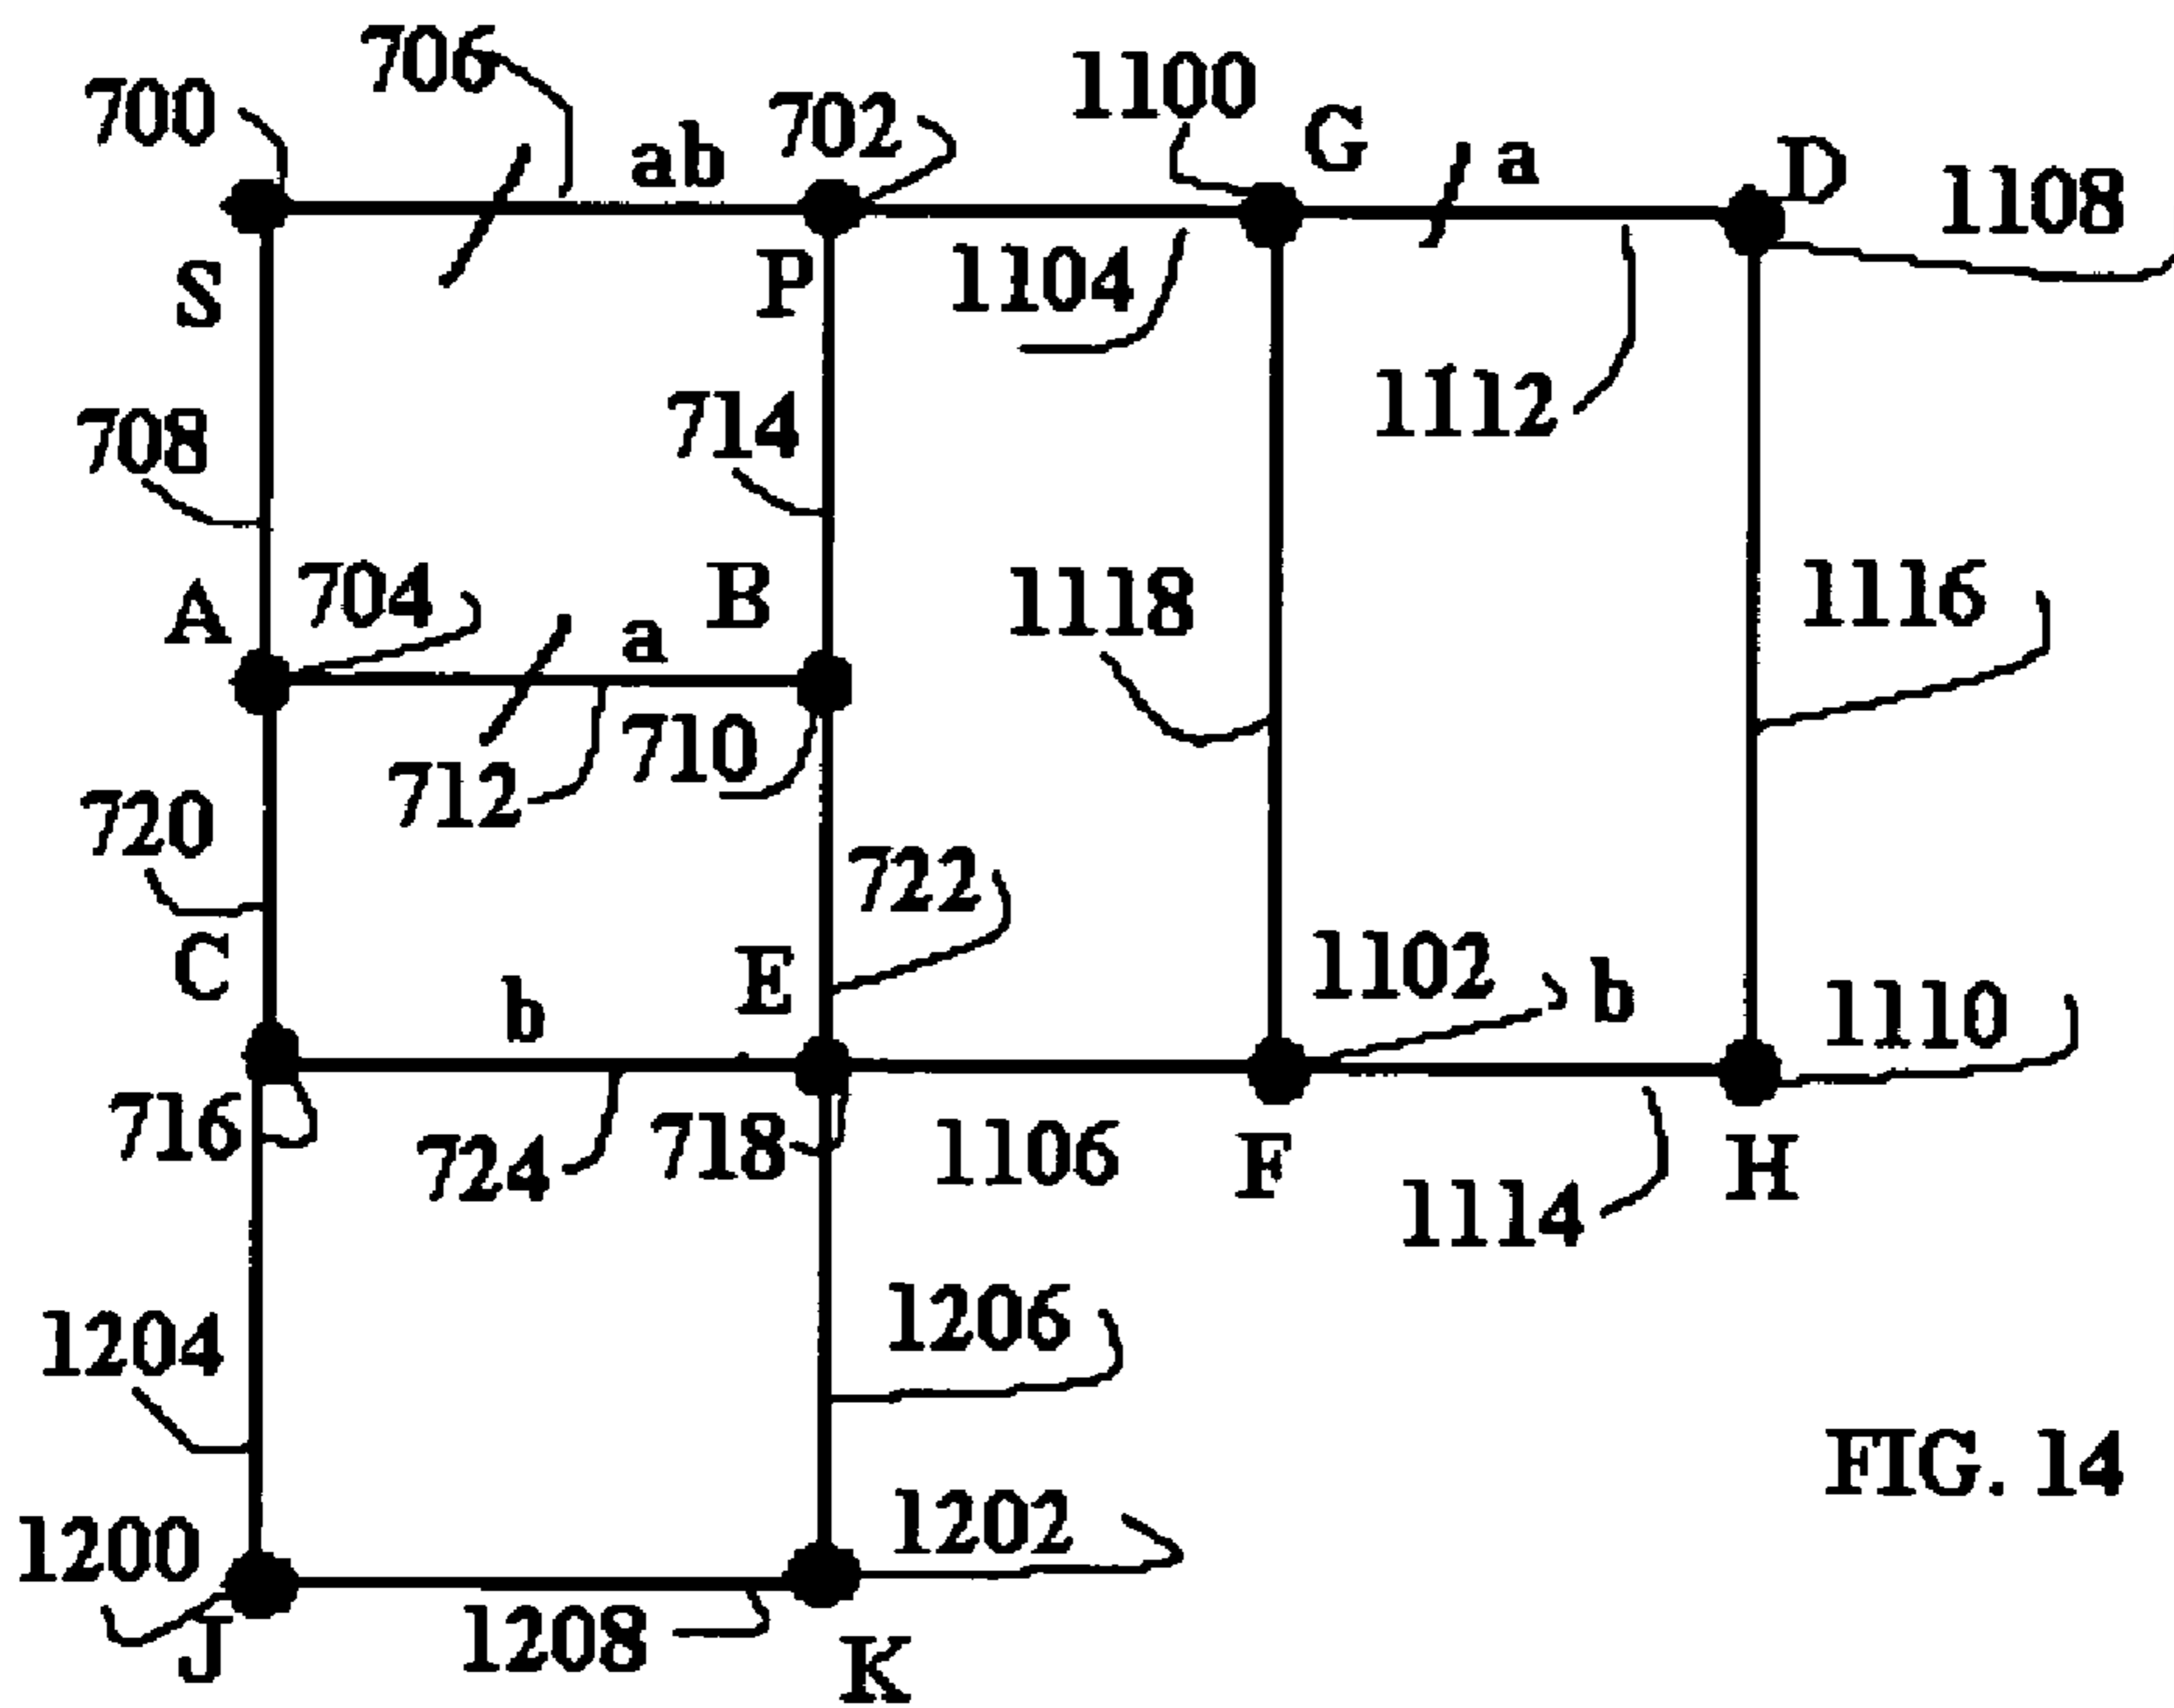 706
700
ab
702
1100
G
a
D
1108
S
P
1104
1112
708
714
A
704
a
B
1118
1116
712
710
720
722
C
b
E
1102
b
1110
716
724
718
1106
F
1114
H
1204
1206
FIG. 14
1200
1202
J
1208
K